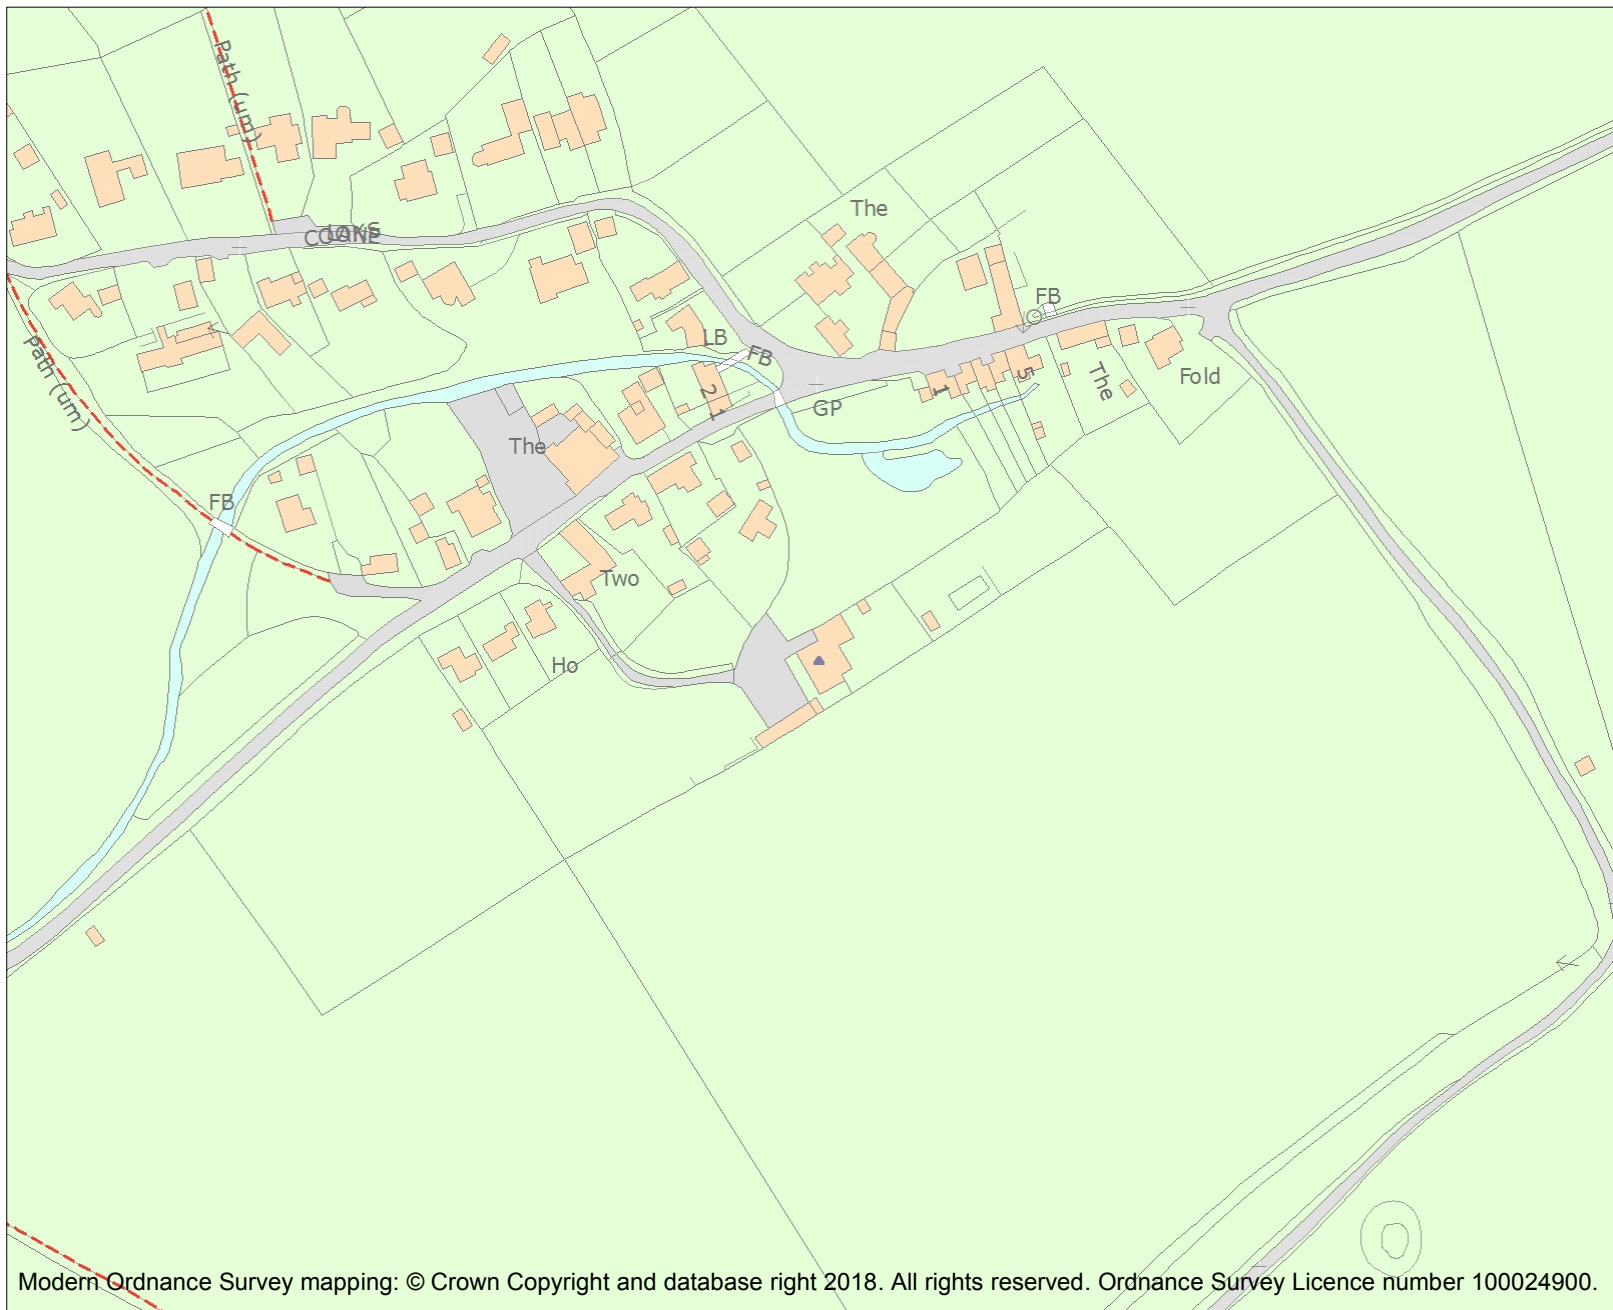 Path (um)
The
LANE
FB
LB
FB
Path (um)
The
5
1
Fold
2
1
GP
The
FB
Two
Ho
Modern Ordnance Survey mapping: © Crown Copyright and database right 2018. All rights reserved. Ordnance Survey Licence number 100024900.